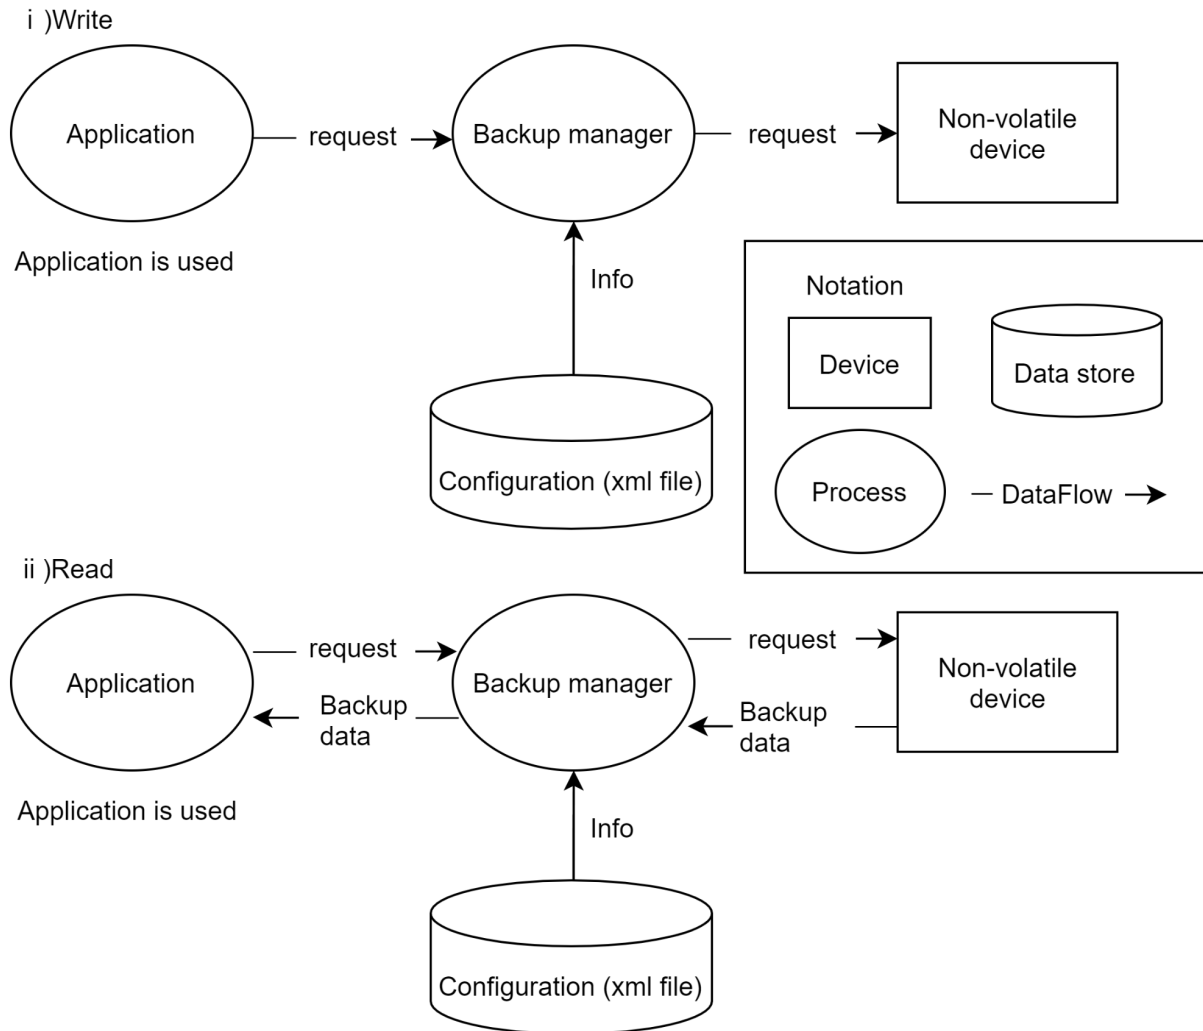 i )Write
Application
request
Backup manager
request
Non-volatile
device
Application is used
Info
Configuration (xml file)
Notation
Device
Data store
Process
DataFlow
ii )Read
Application
request
Backup
data
Backup manager
request
Backup
data
Non-volatile
device
Application is used
Info
Configuration (xml file)